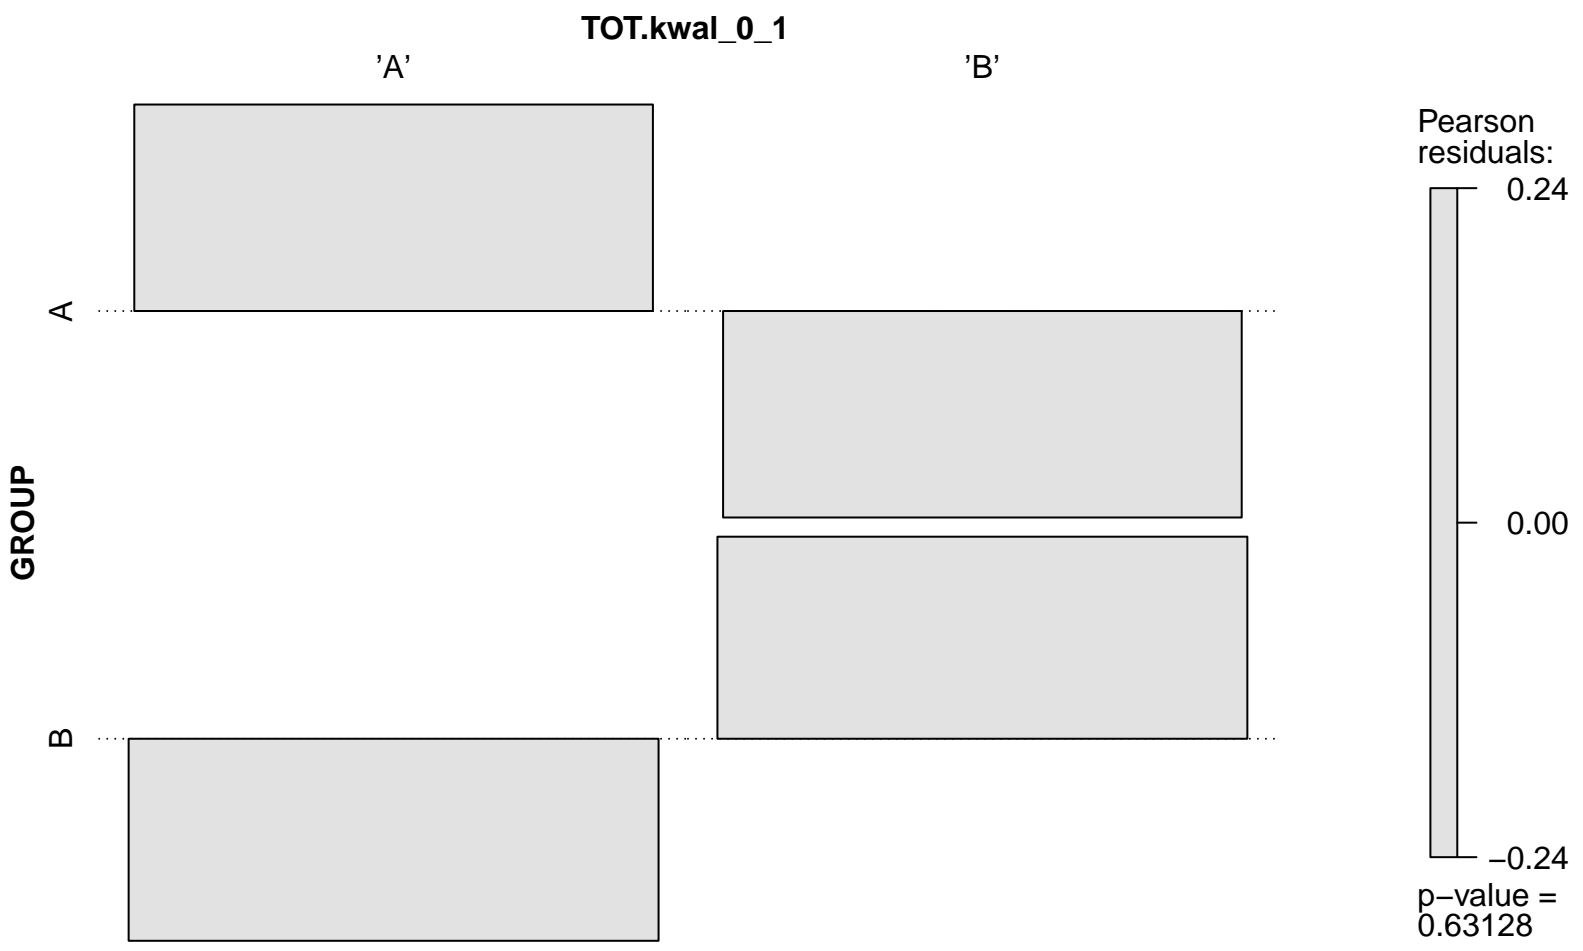 TOT.kwal_0_1
’A’ ’B’
A
B
GROUP
Pearson
residuals:
0.24
0.00
−0.24
p−value =
0.63128